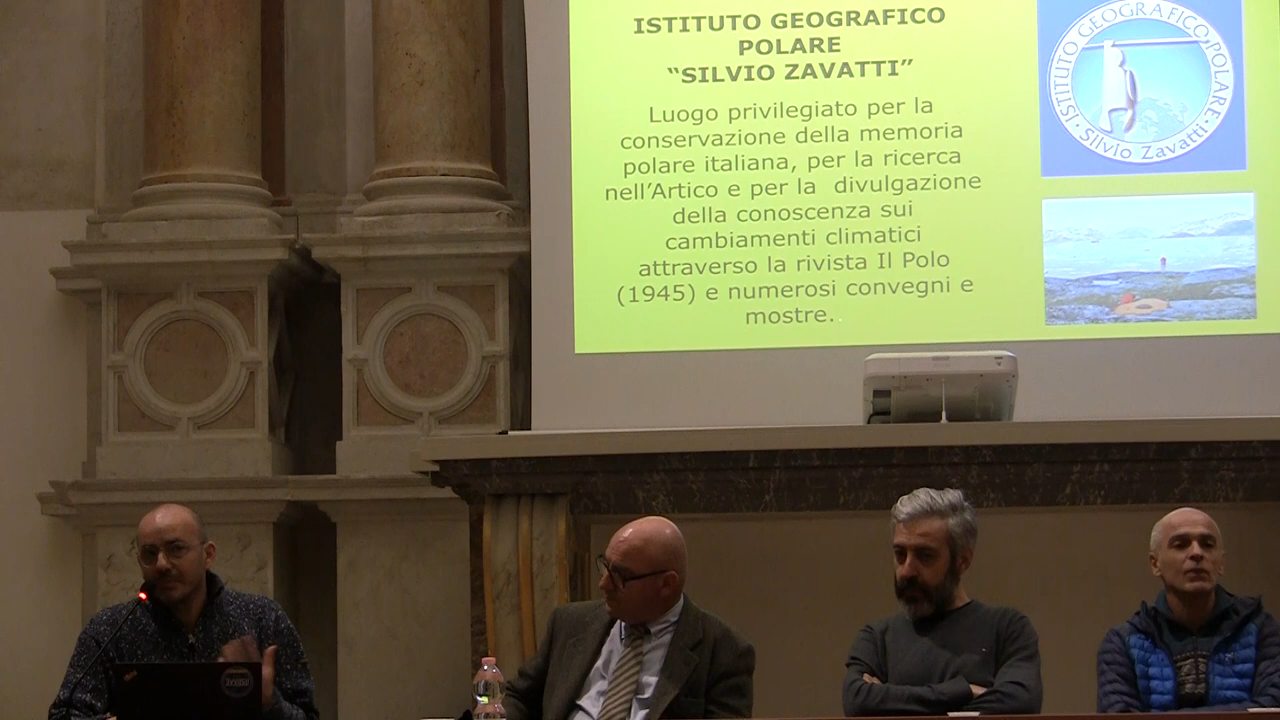 ISTITUTO GEOGRAFICO
POLARE
“SILVIO ZAVATTI”
Luogo privilegiato per la
conservazione della memoria
polare italiana, per la ricerca
nell’Artico e per la divulgazione
della conoscenza sui
cambiamenti climatici
attraverso la rivista Il Polo
(1945) e numerosi convegni e
mostre.
ISTITUTO GEOGRAFICO POLARE
· Silvio Zavatti ·